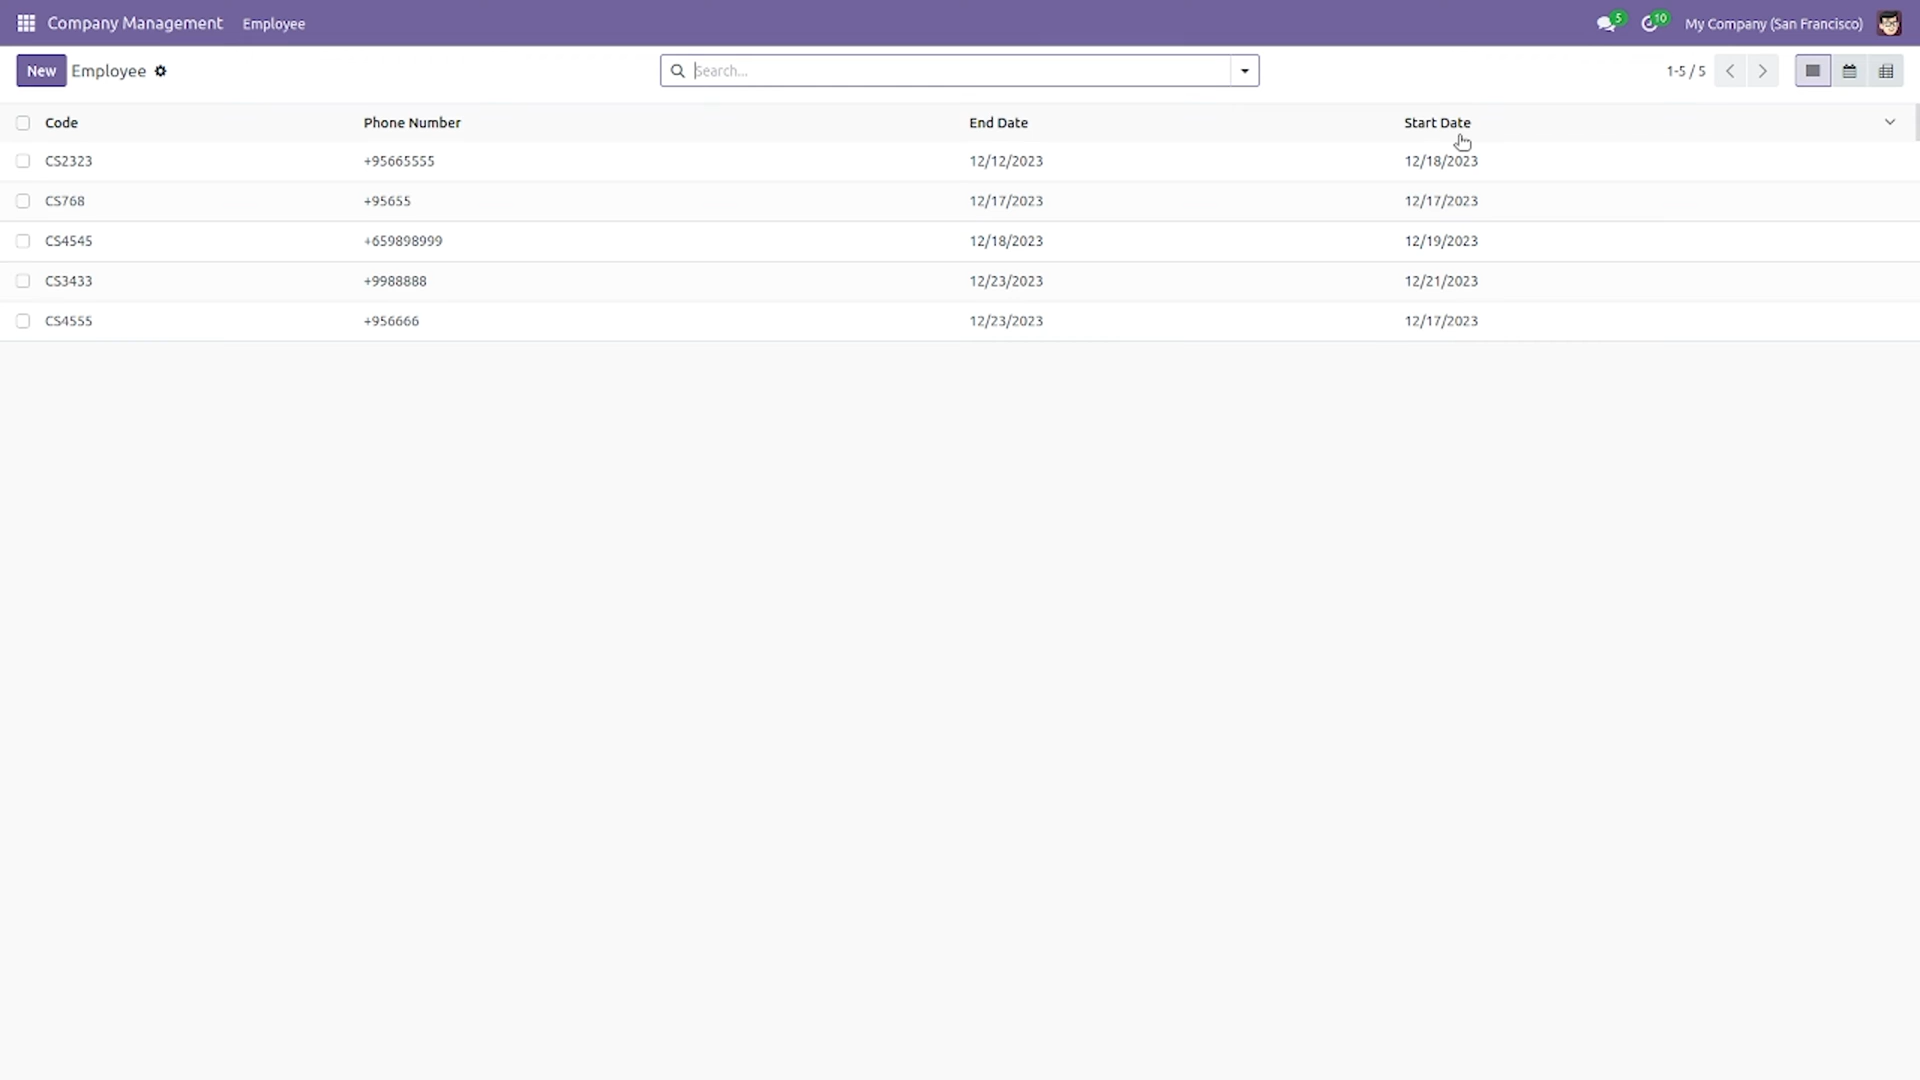 Company Management Employee 5 10 My Company (San Francisco)
New Employee Search... 1-5 / 5
Code Phone Number End Date Start Date
CS2323 +95665555 12/12/2023 12/18/2023
CS768 +95655 12/17/2023 12/17/2023
CS4545 +659898999 12/18/2023 12/19/2023
CS3433 +9988888 12/23/2023 12/21/2023
CS4555 +956666 12/23/2023 12/17/2023